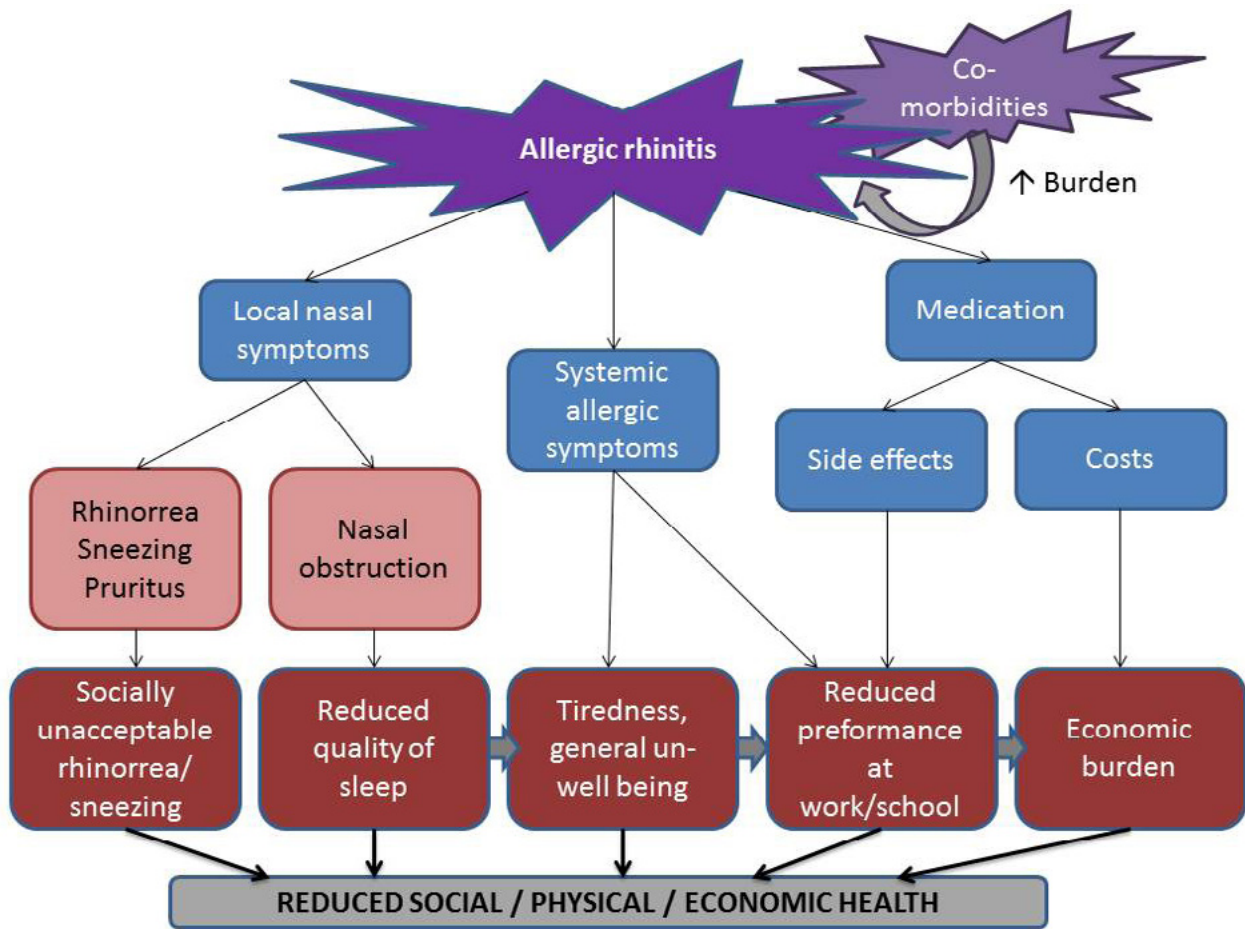 Co-
morbidities
Allergic rhinitis
↑ Burden
Local nasal
symptoms
Medication
Systemic
allergic
symptoms
Side effects
Costs
Rhinorrea
Sneezing
Pruritus
Nasal
obstruction
Socially
unacceptable
rhinorrea/
sneezing
Reduced
quality of
sleep
Tiredness,
general un-
well being
Reduced
preformance
at
work/school
Economic
burden
REDUCED SOCIAL / PHYSICAL / ECONOMIC HEALTH